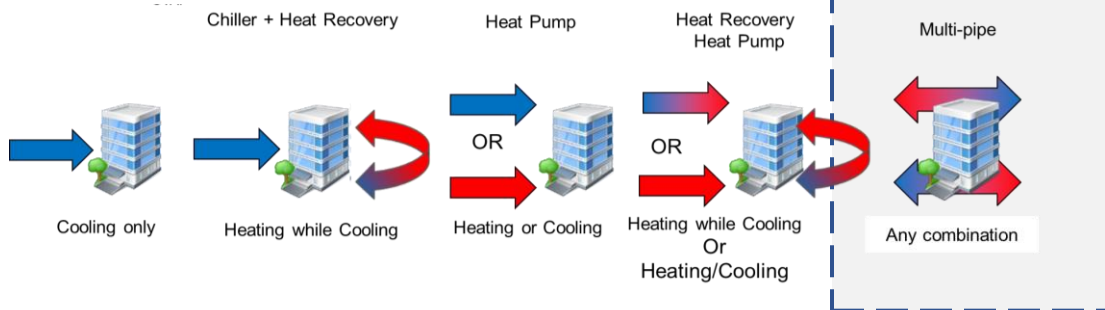 Chiller + Heat Recovery
Heat Pump
Heat Recovery
Heat Pump
Multi-pipe
OR
OR
Cooling only
Heating while Cooling
Heating or Cooling
Heating while Cooling
Or
Heating/Cooling
Any combination